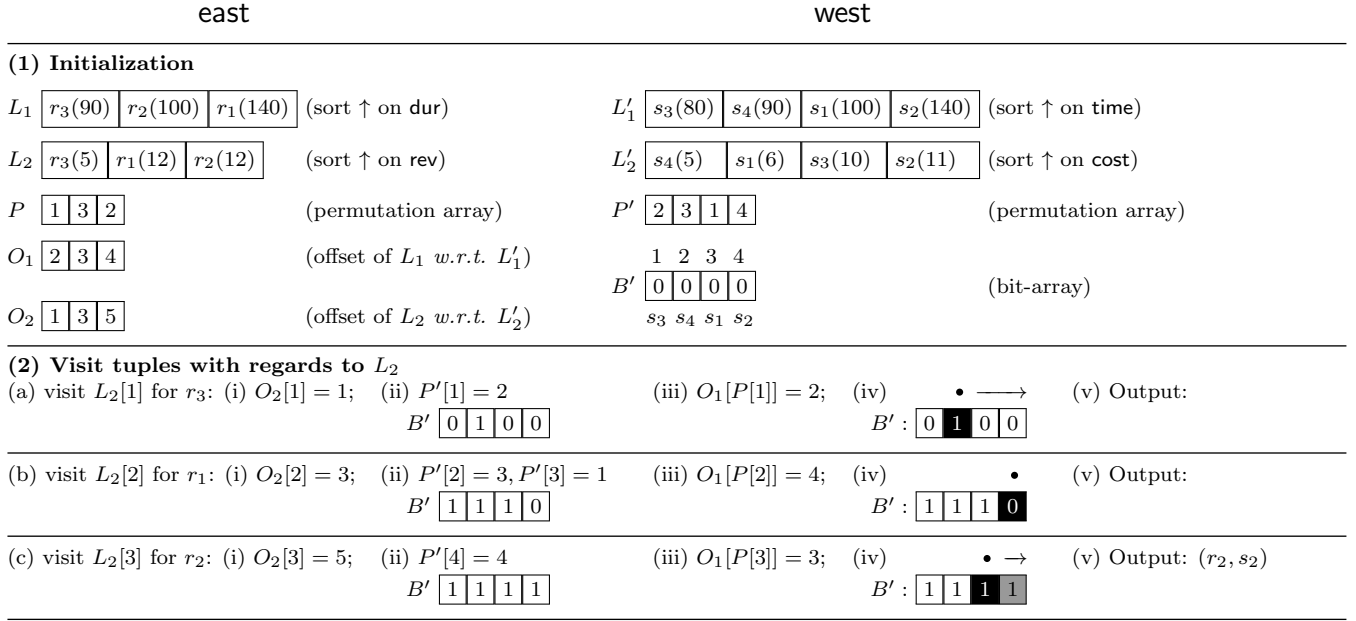 east west
(1) Initialization
L₁ r₃(90) r₂(100) r₁(140) (sort ↑ on dur) L′₁ s₃(80) s₄(90) s₁(100) s₂(140) (sort ↑ on time)
L₂ r₃(5) r₁(12) r₂(12) (sort ↑ on rev) L′₂ s₄(5) s₁(6) s₃(10) s₂(11) (sort ↑ on cost)
P 1 3 2 (permutation array) P′ 2 3 1 4 (permutation array)
O₁ 2 3 4 (offset of L₁ w.r.t. L′₁) 1 2 3 4
B′ 0 0 0 0 (bit-array)
O₂ 1 3 5 (offset of L₂ w.r.t. L′₂) s₃ s₄ s₁ s₂
(2) Visit tuples with regards to L₂
(a) visit L₂[1] for r₃: (i) O₂[1] = 1; (ii) P′[1] = 2 (iii) O₁[P[1]] = 2; (iv) • → (v) Output:
B′ 0 1 0 0 B′ : 0 1 0 0
(b) visit L₂[2] for r₁: (i) O₂[2] = 3; (ii) P′[2] = 3, P′[3] = 1 (iii) O₁[P[2]] = 4; (iv) • (v) Output:
B′ 1 1 1 0 B′ : 1 1 1 0
(c) visit L₂[3] for r₂: (i) O₂[3] = 5; (ii) P′[4] = 4 (iii) O₁[P[3]] = 3; (iv) • → (v) Output: (r₂, s₂)
B′ 1 1 1 1 B′ : 1 1 1 1